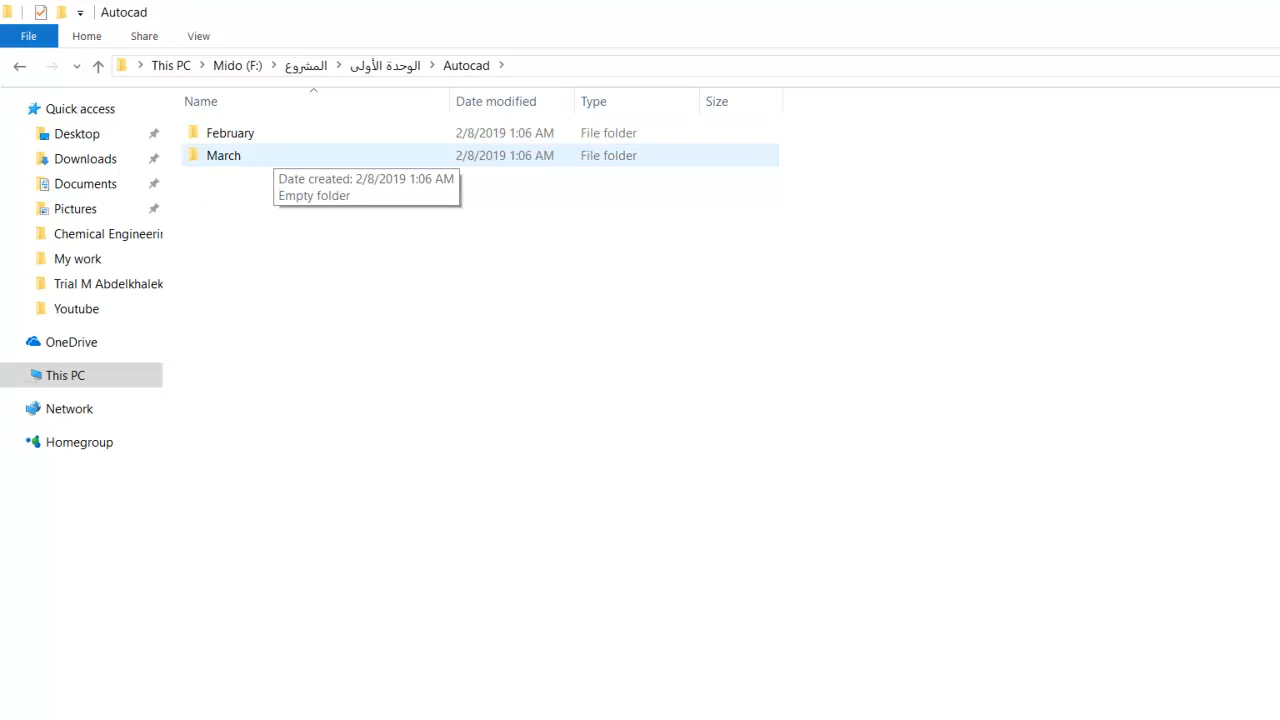 Autocad
File Home Share View
This PC Mido (F:) المشروع الوحدة الأولى Autocad
Name Date modified Type Size
Quick access
Desktop
Downloads
Documents
Pictures
Chemical Engineerin
My work
Trial M Abdelkhalek
Youtube
OneDrive
This PC
Network
Homegroup
February 2/8/2019 1:06 AM File folder
March 2/8/2019 1:06 AM File folder
Date created: 2/8/2019 1:06 AM
Empty folder